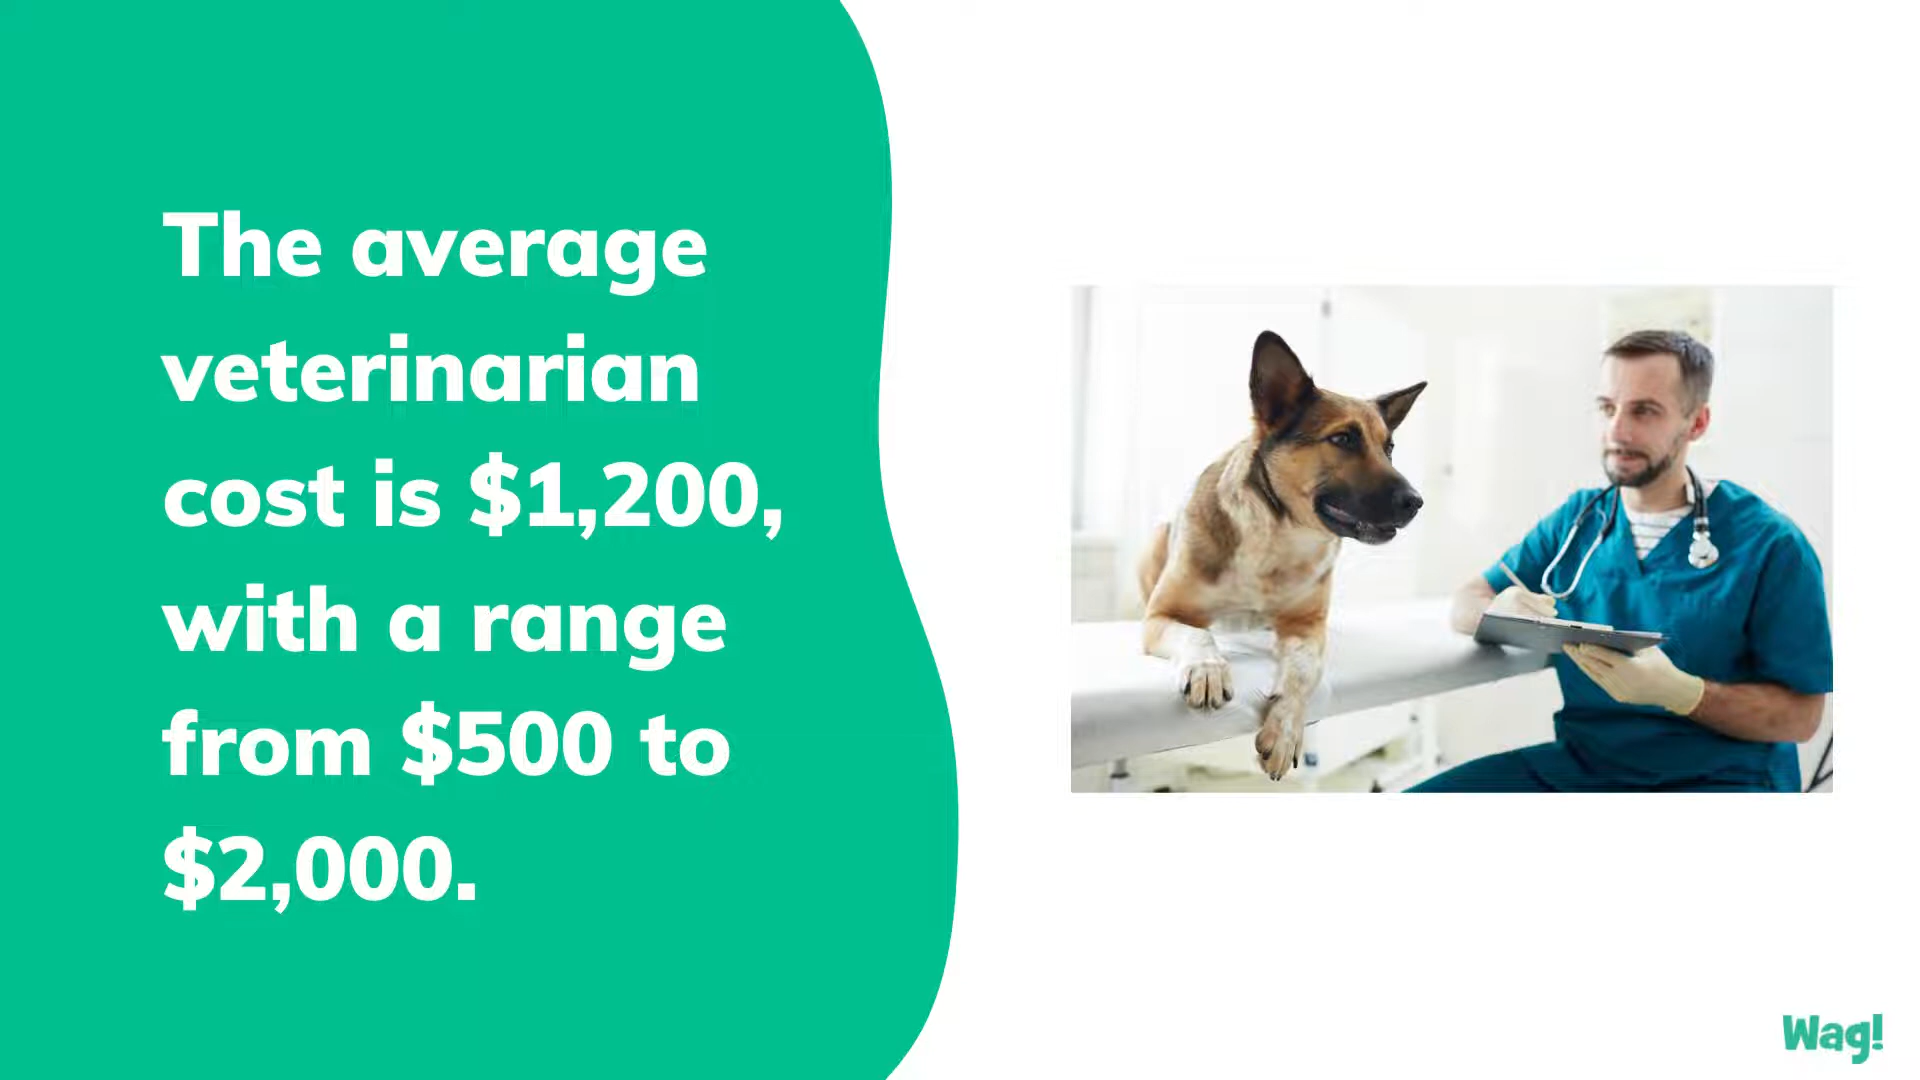 The average
veterinarian
cost is $1,200,
with a range
from $500 to
$2,000.
Wag!